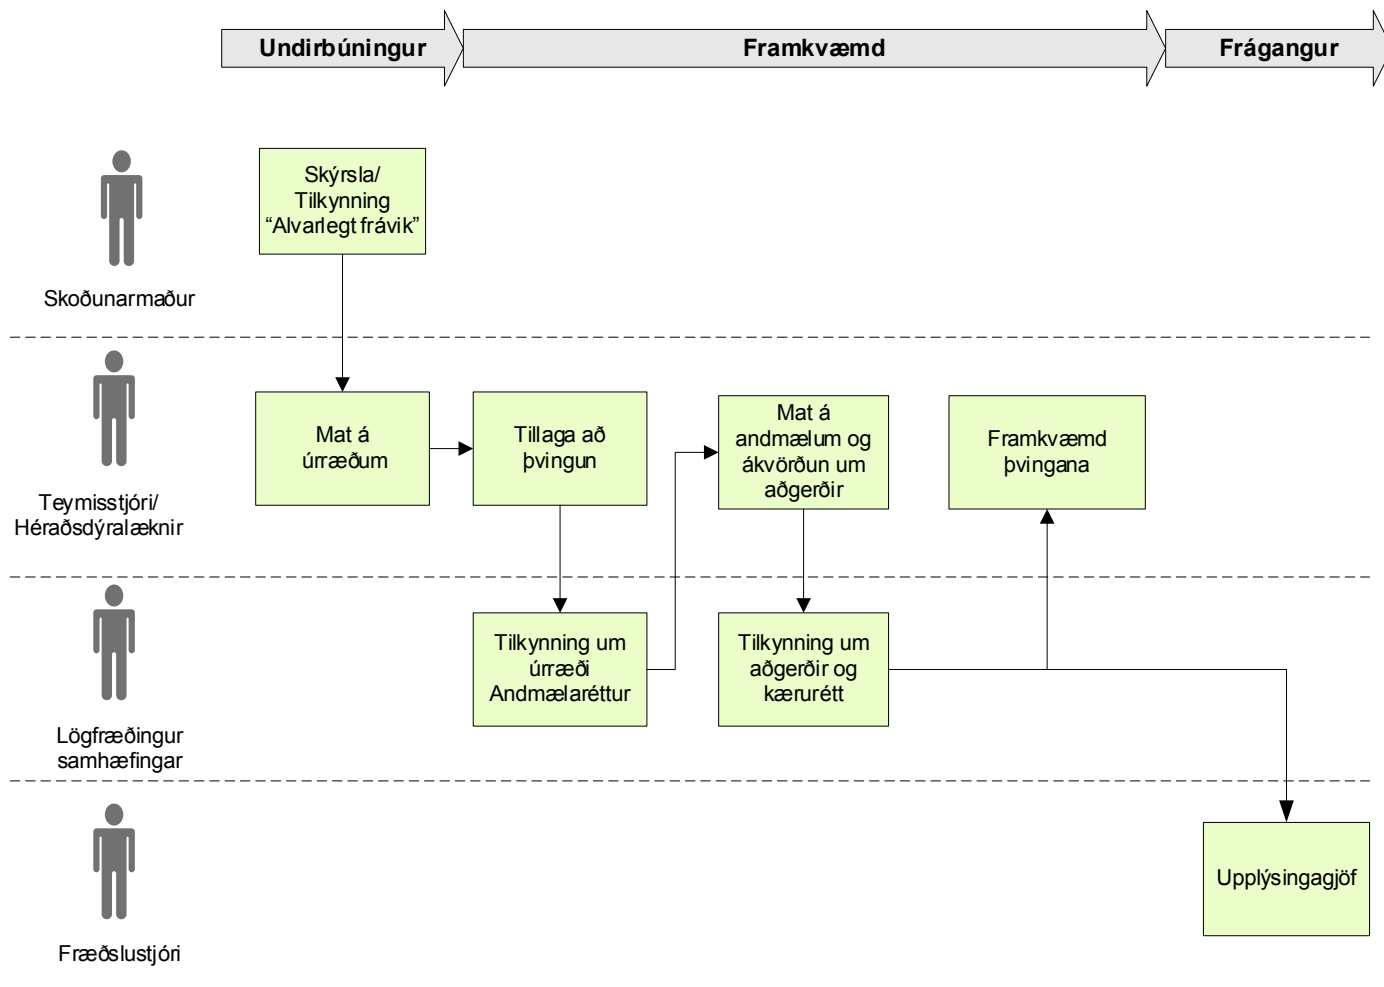 Undirbúningur
Framkvæmd
Frágangur
Skýrsla/
Tilkynning
“Alvarlegt frávik”
Skoðunarmaður
Mat á
úrræðum
Tillaga að
þvingun
Mat á
andmælum og
ákvörðun um
aðgerðir
Framkvæmd
þvingana
Teymisstjóri/
Héraðsdýralæknir
Tilkynning um
úrræði
Andmælaréttur
Tilkynning um
aðgerðir og
kærurétt
Lögfræðingur
samhæfingar
Upplýsingagjöf
Fræðslustjóri